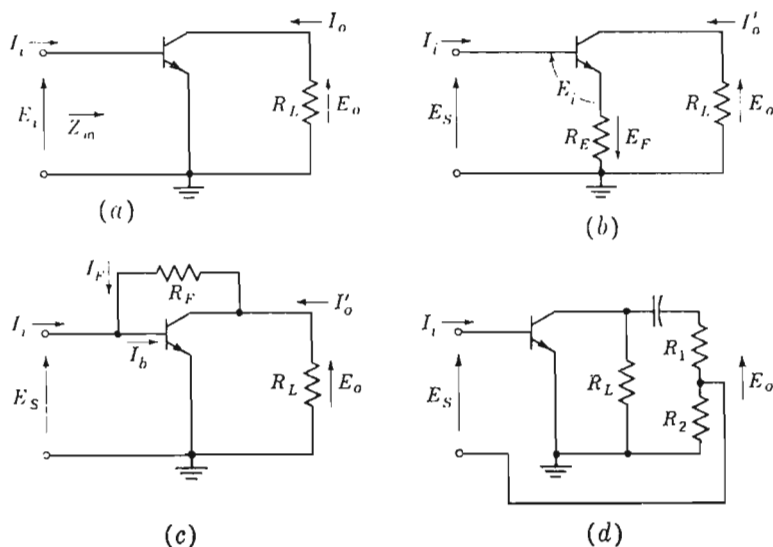 I_i I_o
E_i Z_in R_L E_o
(a)
I_i I'_o
E_S E_i R_E E_F R_L E_o
(b)
I_F R_F
I_i I_b I'_o
E_S R_L E_o
(c)
I_i
E_S R_L R_1 R_2 E_o
(d)